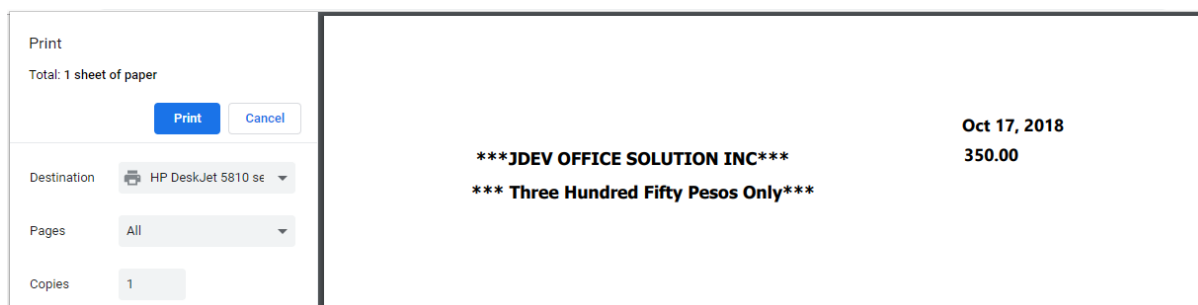 Print
Total: 1 sheet of paper
Print Cancel
Destination HP DeskJet 5810 se
Pages All
Copies 1
Oct 17, 2018
***JDEV OFFICE SOLUTION INC*** 350.00
*** Three Hundred Fifty Pesos Only***